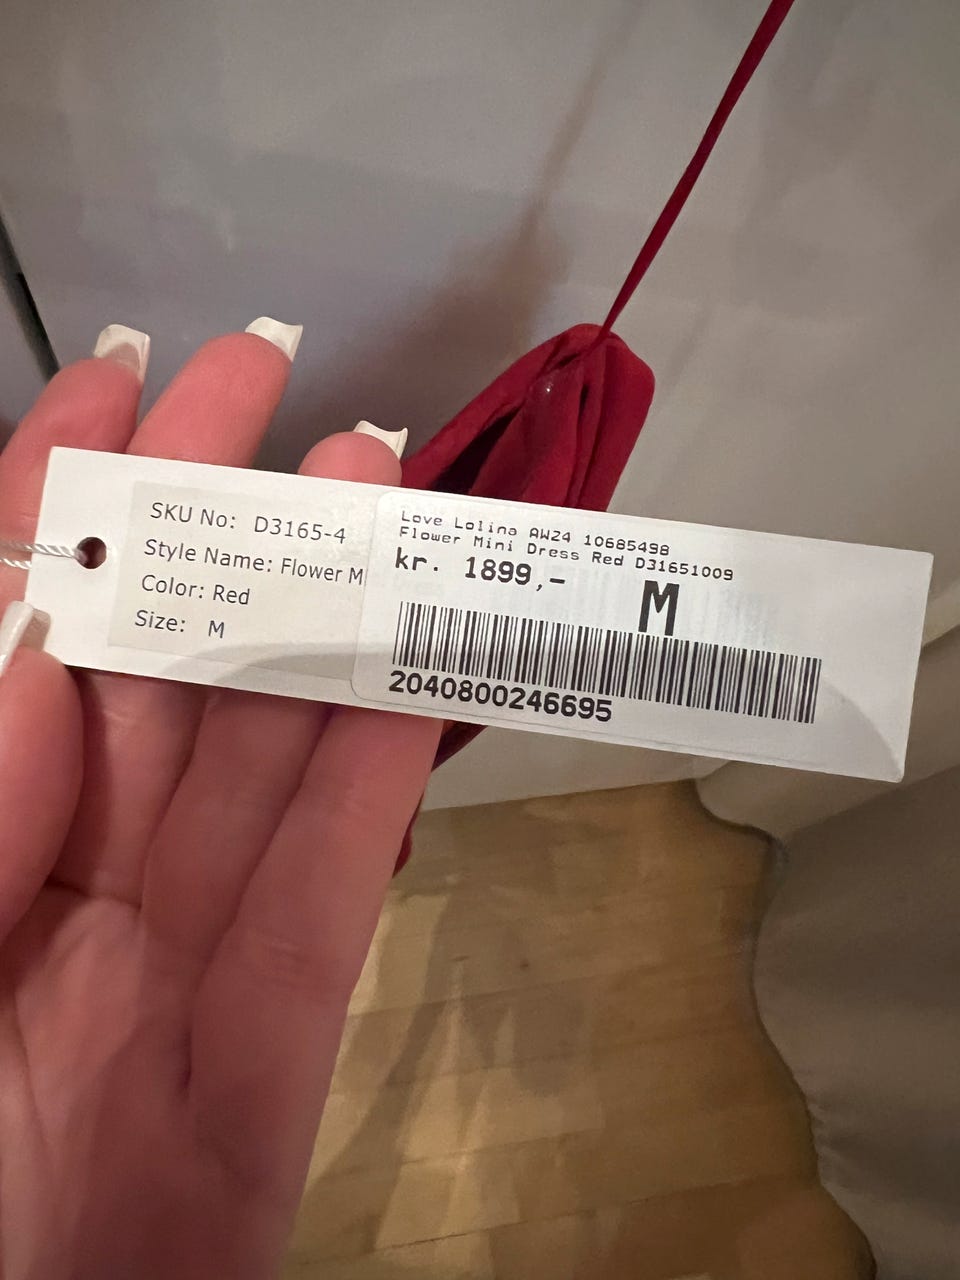 SKU No: D3165-4
Style Name: Flower M
Color: Red
Size: M
Love Lolina AW24 10685498
Flower Mini Dress Red D31651009
kr. 1899,-
M
2040800246695